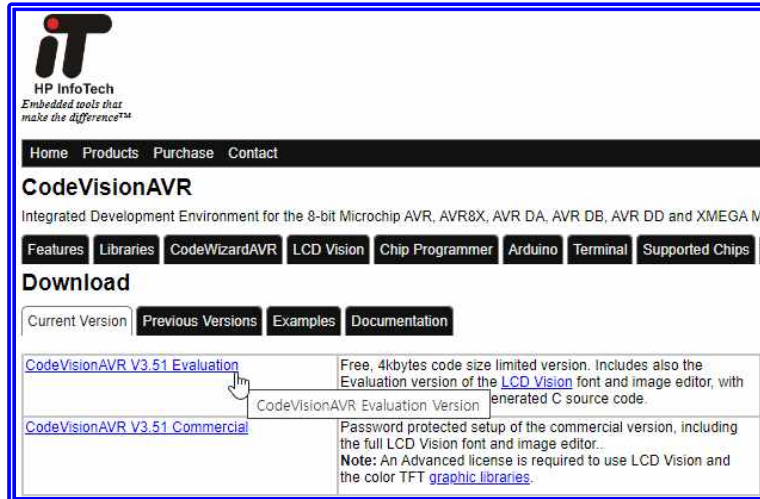 iT
HP InfoTech
Embedded tools that
make the difference™
Home Products Purchase Contact
CodeVisionAVR
Integrated Development Environment for the 8-bit Microchip AVR, AVR8X, AVR DA, AVR DB, AVR DD and XMEGA
Features Libraries CodeWizardAVR LCD Vision Chip Programmer Arduino Terminal Supported Chips
Download
Current Version Previous Versions Examples Documentation
CodeVisionAVR V3.51 Evaluation
Free, 4kbytes code size limited version. Includes also the
Evaluation version of the LCD Vision font and image editor, with
enerated C source code.
CodeVisionAVR Evaluation Version
CodeVisionAVR V3.51 Commercial
Password protected setup of the commercial version, including
the full LCD Vision font and image editor..
Note: An Advanced license is required to use LCD Vision and
the color TFT graphic libraries.